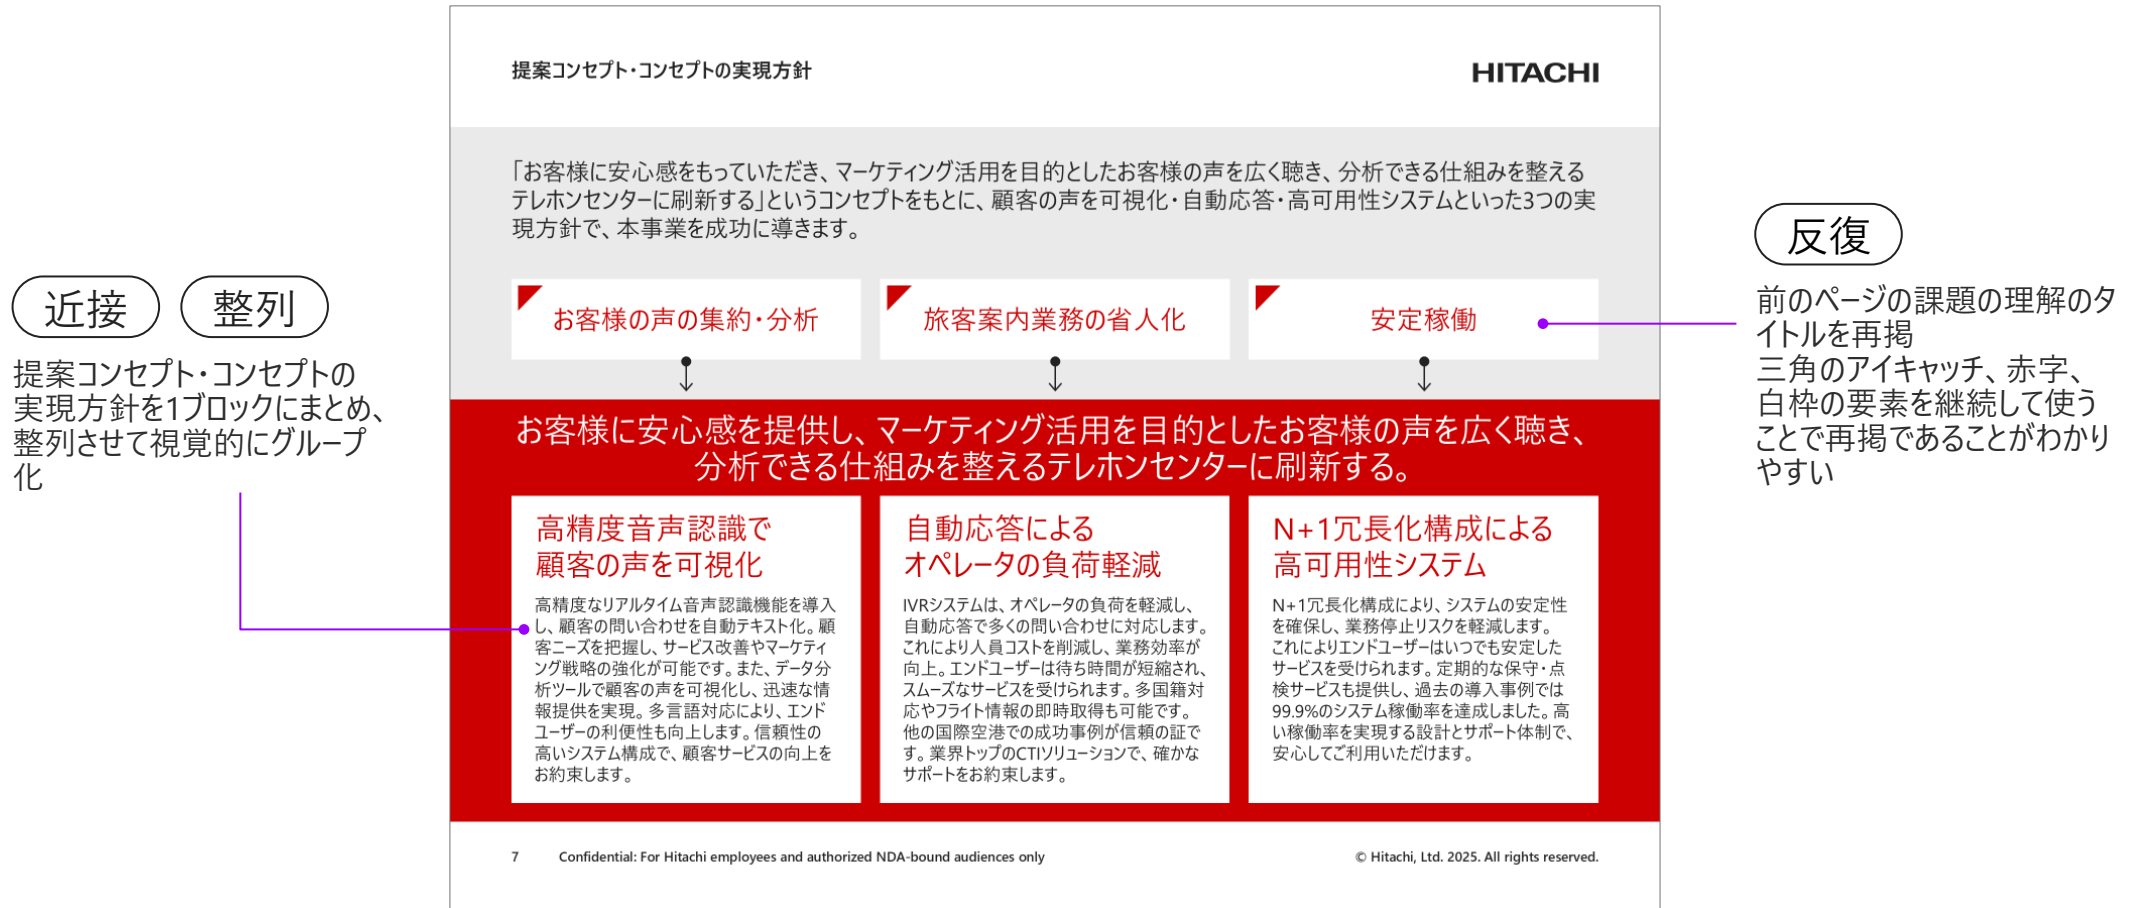 提案コンセプト・コンセプトの実現方針
HITACHI
「お客様に安心感をもっていただき、マーケティング活用を目的としたお客様の声を広く聴き、分析できる仕組みを整える
テレホンセンターに刷新する」というコンセプトをもとに、顧客の声を可視化・自動応答・高可用性システムといった3つの実
現方針で、本事業を成功に導きます。
お客様の声の集約・分析
旅客案内業務の省人化
安定稼働
お客様に安心感を提供し、マーケティング活用を目的としたお客様の声を広く聴き、
分析できる仕組みを整えるテレホンセンターに刷新する。
高精度音声認識で
顧客の声を可視化
高精度なリアルタイム音声認識機能を導入
し、顧客の問い合わせを自動テキスト化。顧
客ニーズを把握し、サービス改善やマーケティ
ング戦略の強化が可能です。また、データ分
析ツールで顧客の声を可視化し、迅速な情
報提供を実現。多言語対応により、エンド
ユーザーの利便性も向上します。信頼性の
高いシステム構成で、顧客サービスの向上を
お約束します。
自動応答による
オペレータの負荷軽減
IVRシステムは、オペレータの負荷を軽減し、
自動応答で多くの問い合わせに対応します。
これにより人員コストを削減し、業務効率が
向上。エンドユーザーは待ち時間が短縮され、
スムーズなサービスを受けられます。多国籍対
応やフライト情報の即時取得も可能です。
他の国際空港での成功事例が信頼の証で
す。業界トップのCTIソリューションで、確かな
サポートをお約束します。
N+1冗長化構成による
高可用性システム
N+1冗長化構成により、システムの安定性
を確保し、業務停止リスクを軽減します。
これによりエンドユーザーはいつでも安定した
サービスを受けられます。定期的な保守・点
検サービスも提供し、過去の導入事例では
99.9%のシステム稼働率を達成しました。高
い稼働率を実現する設計とサポート体制で、
安心してご利用いただけます。
7
Confidential: For Hitachi employees and authorized NDA-bound audiences only
© Hitachi, Ltd. 2025. All rights reserved.
近接
整列
提案コンセプト・コンセプトの
実現方針を1ブロックにまとめ、
整列させて視覚的にグループ
化
反復
前のページの課題の理解のタ
イトルを再掲
三角のアイキャッチ、赤字、
白枠の要素を継続して使う
ことで再掲であることがわかり
やすい